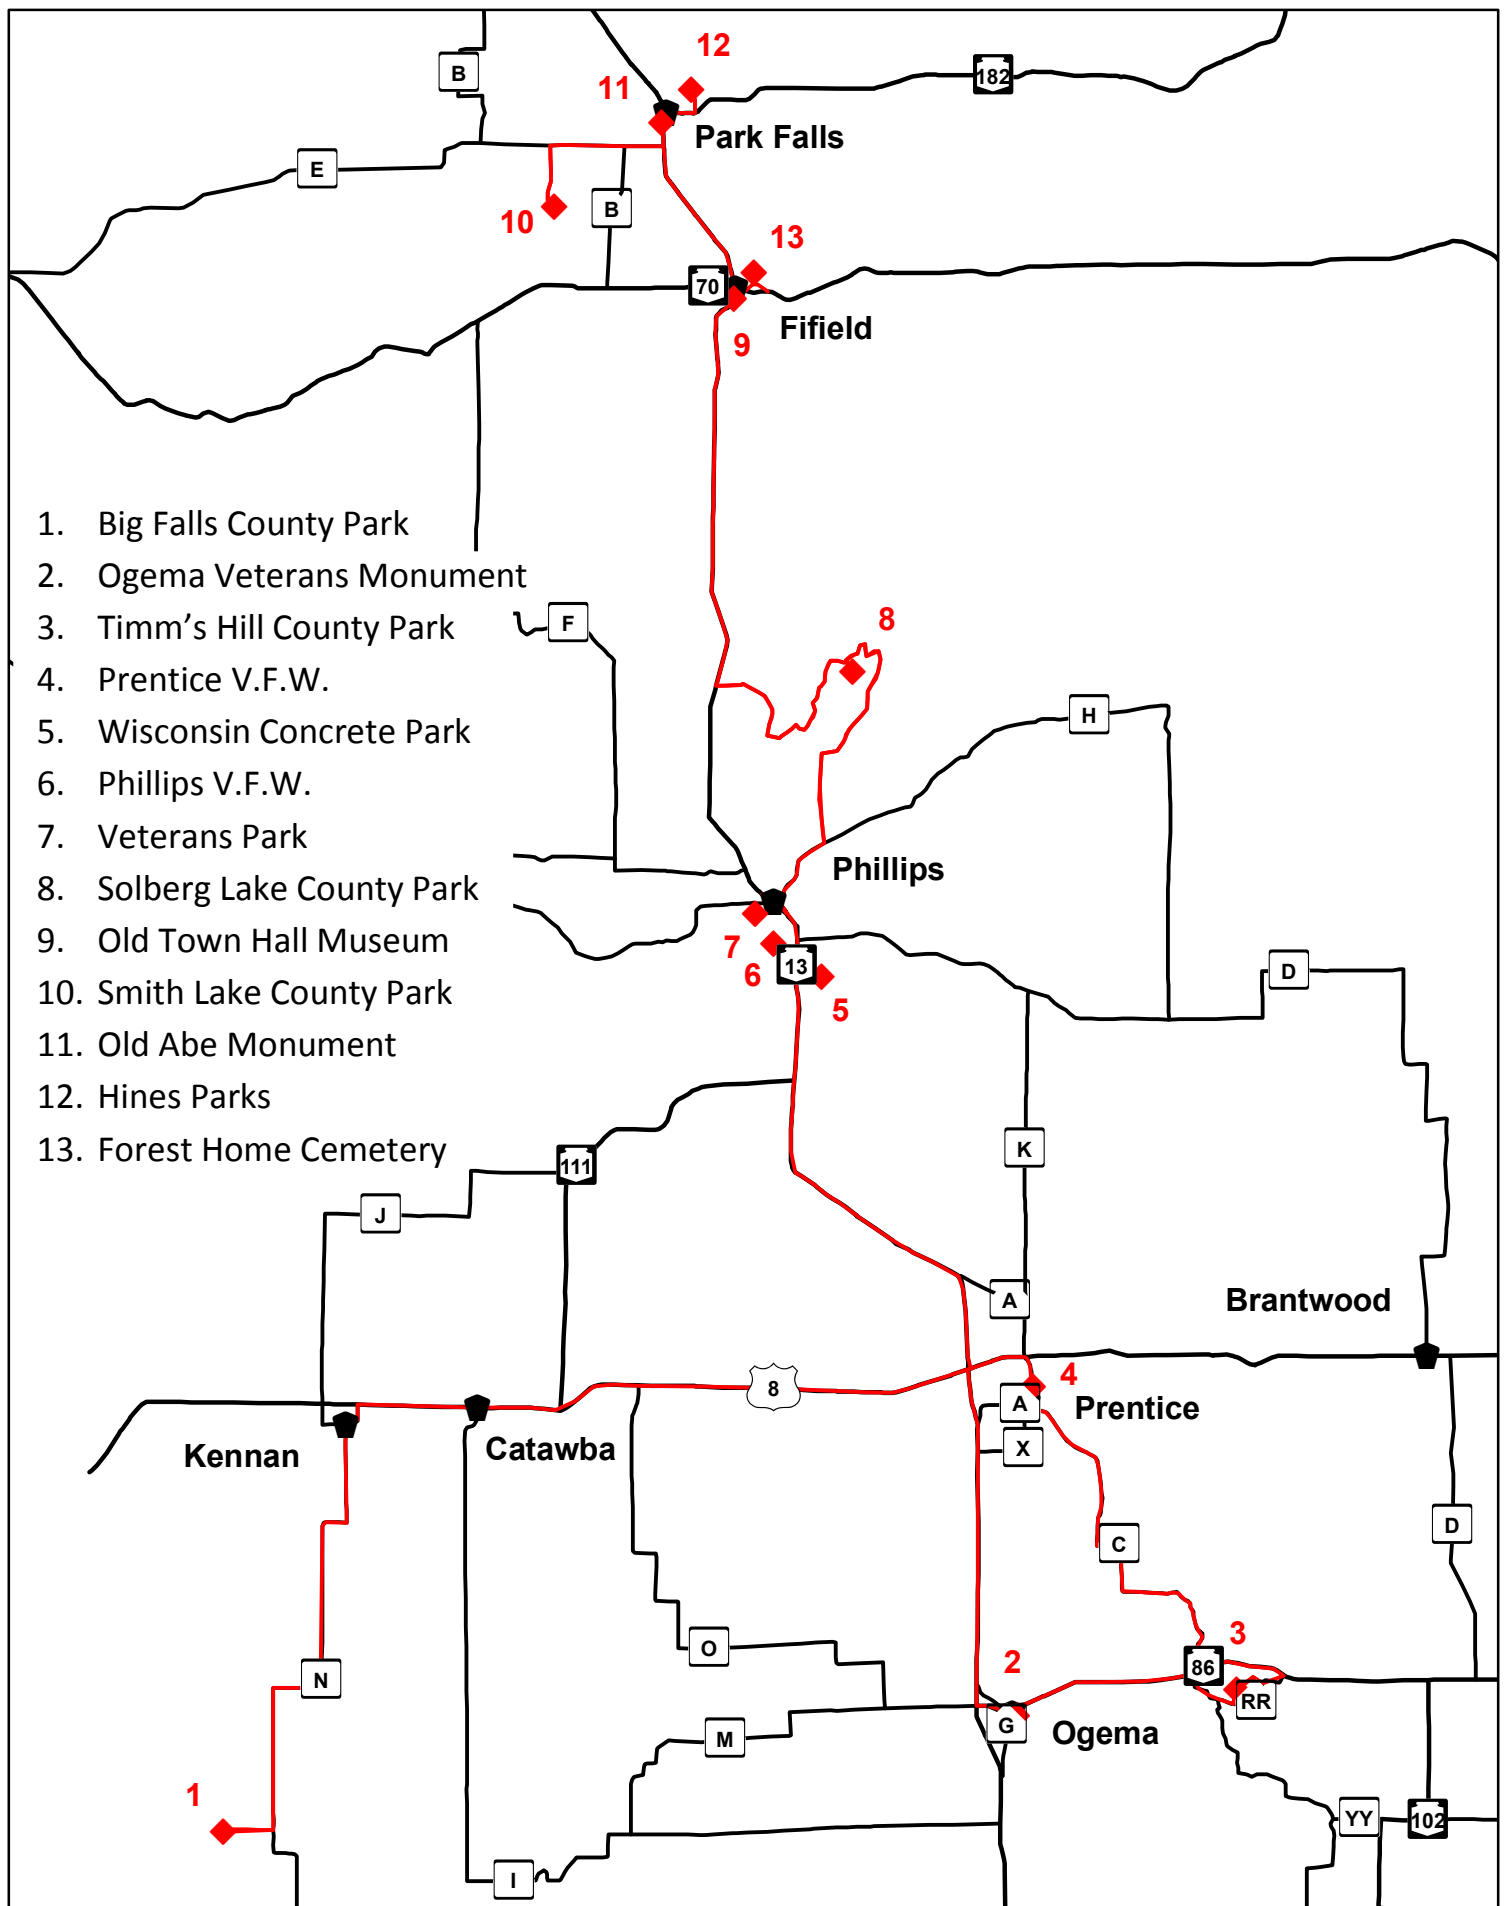 12
B
182
11
Park Falls
E
B
10
13
70
Fifield
9
1. Big Falls County Park
2. Ogema Veterans Monument
3. Timm’s Hill County Park
4. Prentice V.F.W.
5. Wisconsin Concrete Park
6. Phillips V.F.W.
7. Veterans Park
8. Solberg Lake County Park
9. Old Town Hall Museum
10. Smith Lake County Park
11. Old Abe Monument
12. Hines Parks
13. Forest Home Cemetery
F
8
H
Phillips
7
6
13
5
D
K
111
J
A
Brantwood
8
4
A
Prentice
Kennan
Catawba
X
D
C
O
3
2
86
N
RR
G
M
Ogema
1
YY
102
I